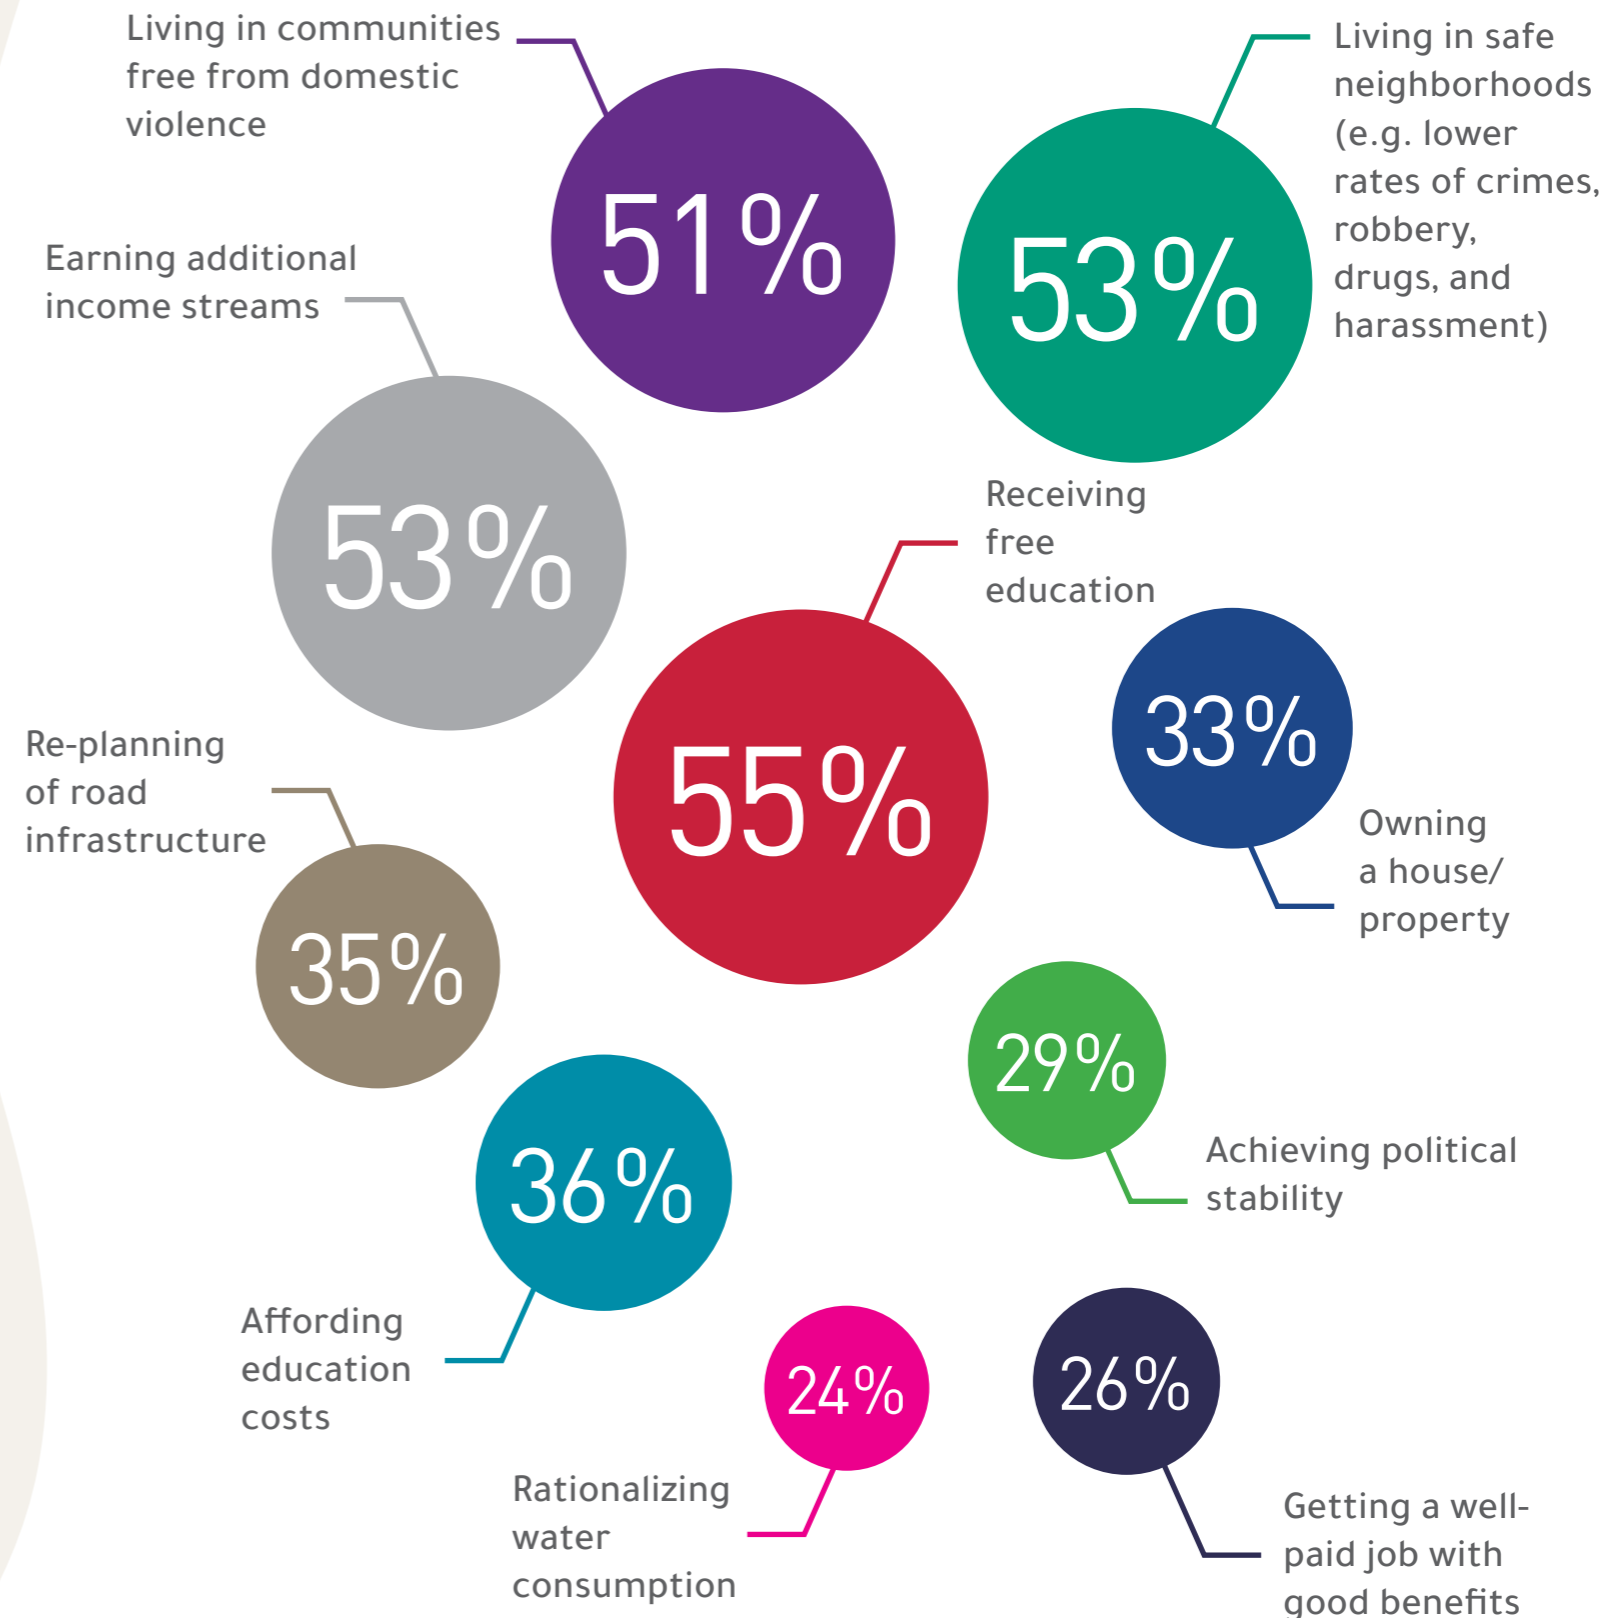 Living in communities
free from domestic
violence
51%
Living in safe
neighborhoods
(e.g. lower
rates of crimes,
robbery,
drugs, and
harassment)
53%
Earning additional
income streams
53%
Receiving
free
education
55%
33%
Owning
a house/
property
Re-planning
of road
infrastructure
35%
29%
Achieving political
stability
36%
Affording
education
costs
24%
Rationalizing
water
consumption
26%
Getting a well-
paid job with
good benefits